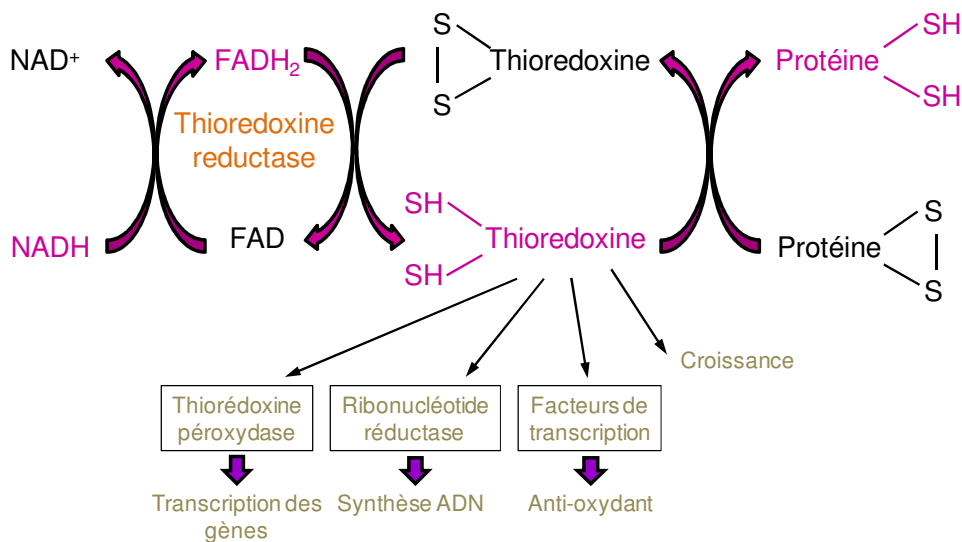 NAD+
FADH2
S
S
Thioredoxine
Protéine
SH
SH
Thioredoxine
reductase
NADH
FAD
SH
SH
Thioredoxine
Protéine
S
S
Croissance
Thiorédoxine
péroxydase
Ribonucléotide
réductase
Facteurs de
transcription
Transcription des
gènes
Synthèse ADN
Anti-oxydant